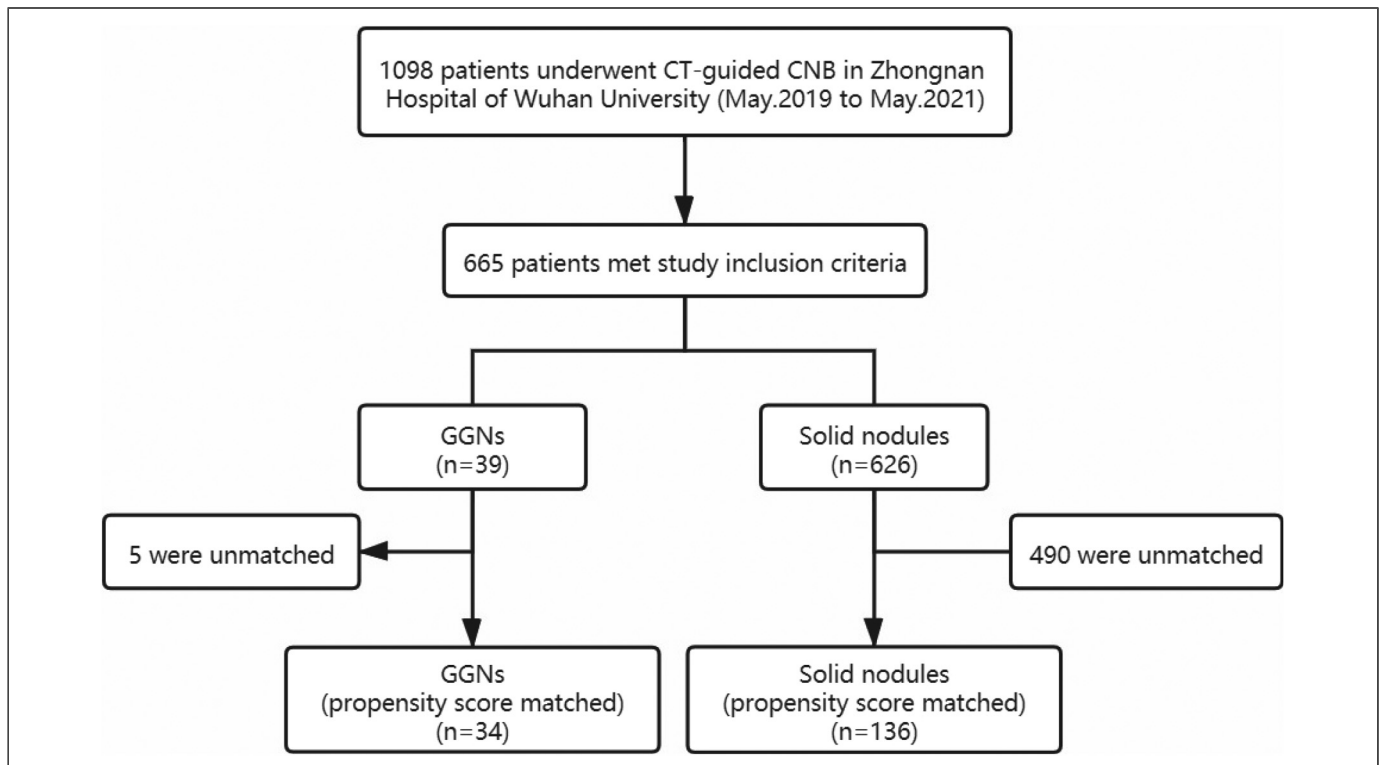 1098 patients underwent CT-guided CNB in Zhongnan
Hospital of Wuhan University (May.2019 to May.2021)
665 patients met study inclusion criteria
GGNs
(n=39)
Solid nodules
(n=626)
5 were unmatched
490 were unmatched
GGNs
(propensity score matched)
(n=34)
Solid nodules
(propensity score matched)
(n=136)